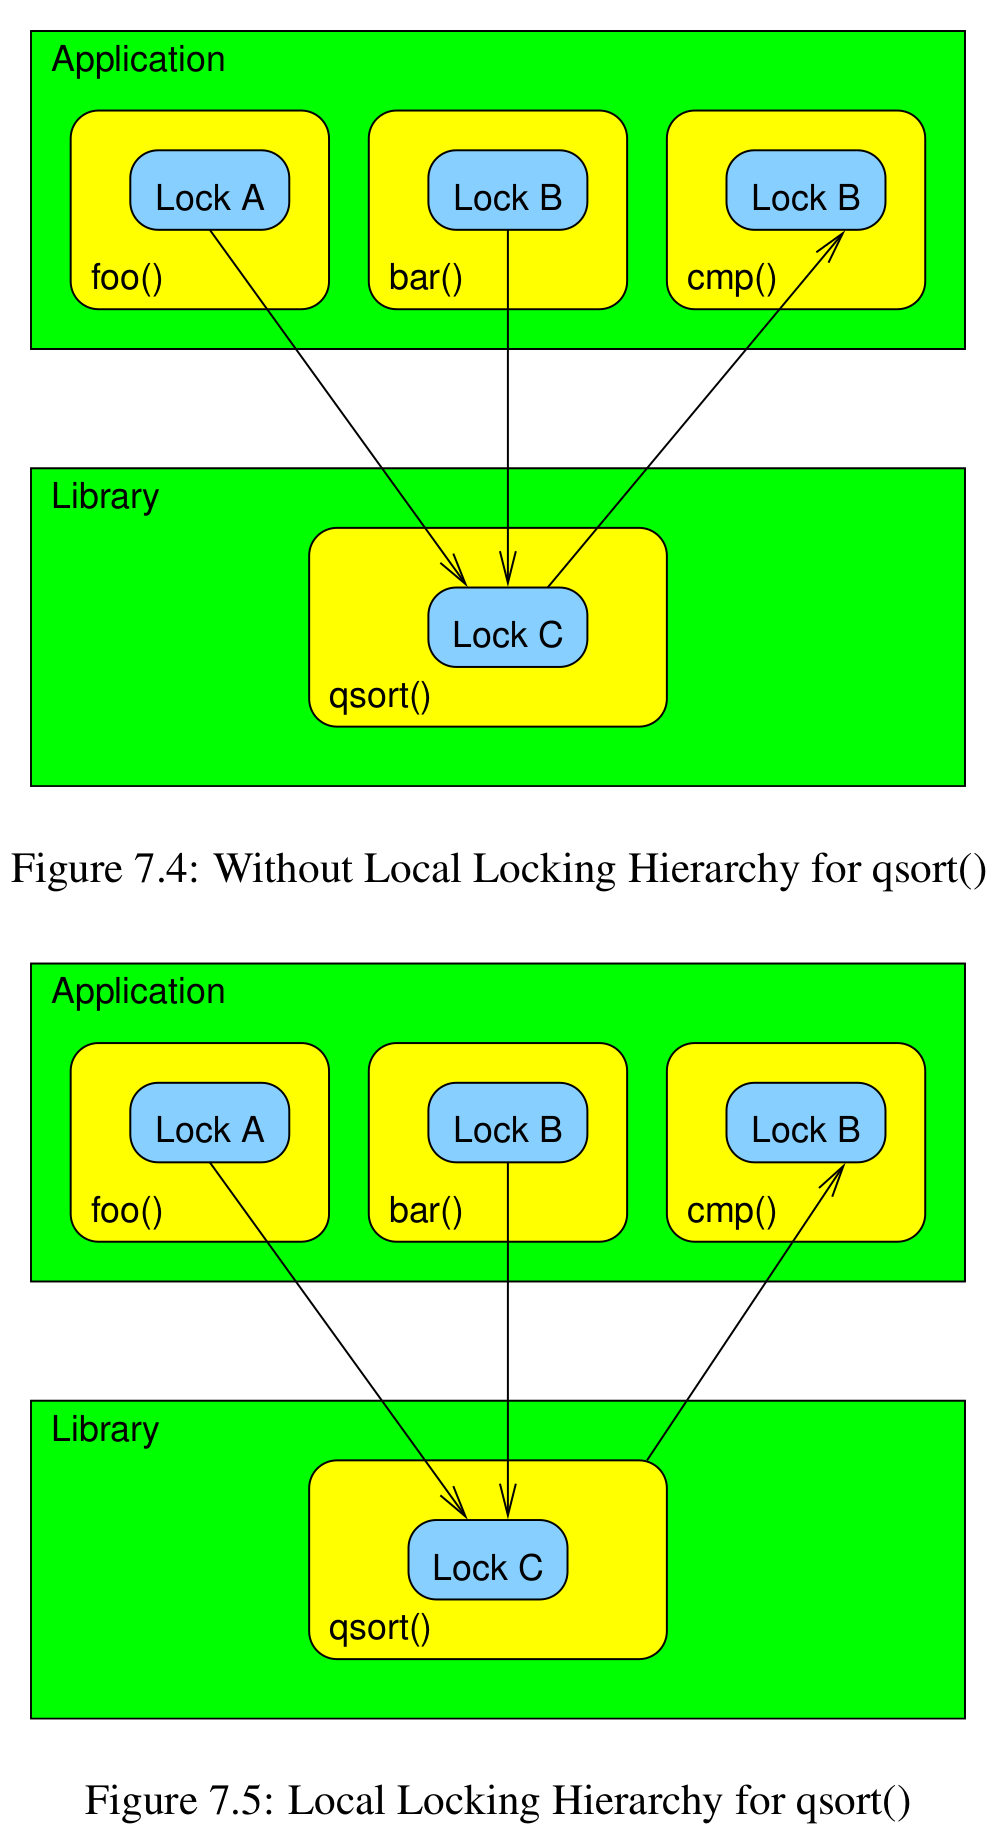 Application
Lock A
Lock B
Lock B
foo()
bar()
cmp()
Library
Lock C
qsort()
Figure 7.4: Without Local Locking Hierarchy for qsort()
Application
Lock A
Lock B
Lock B
foo()
bar()
cmp()
Library
Lock C
qsort()
Figure 7.5: Local Locking Hierarchy for qsort()